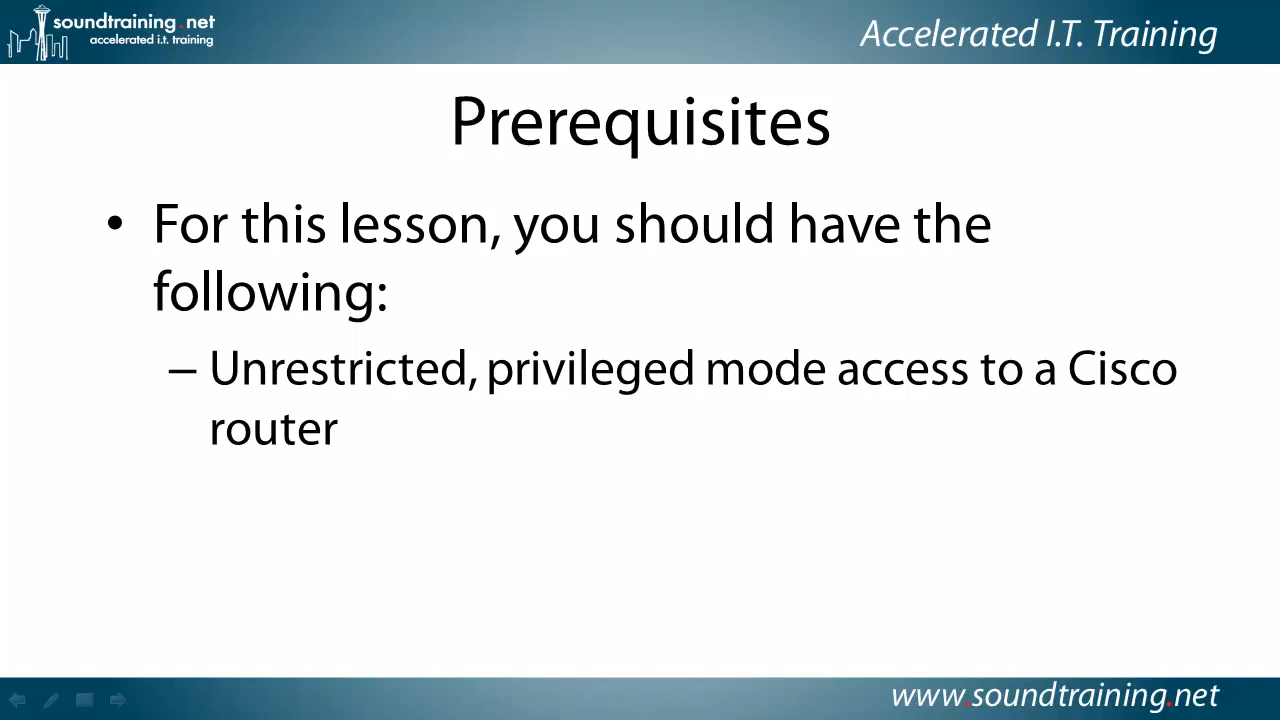 soundtraining.net
accelerated i.t. training
Accelerated I.T. Training
Prerequisites
• For this lesson, you should have the
following:
– Unrestricted, privileged mode access to a Cisco
router
www.soundtraining.net